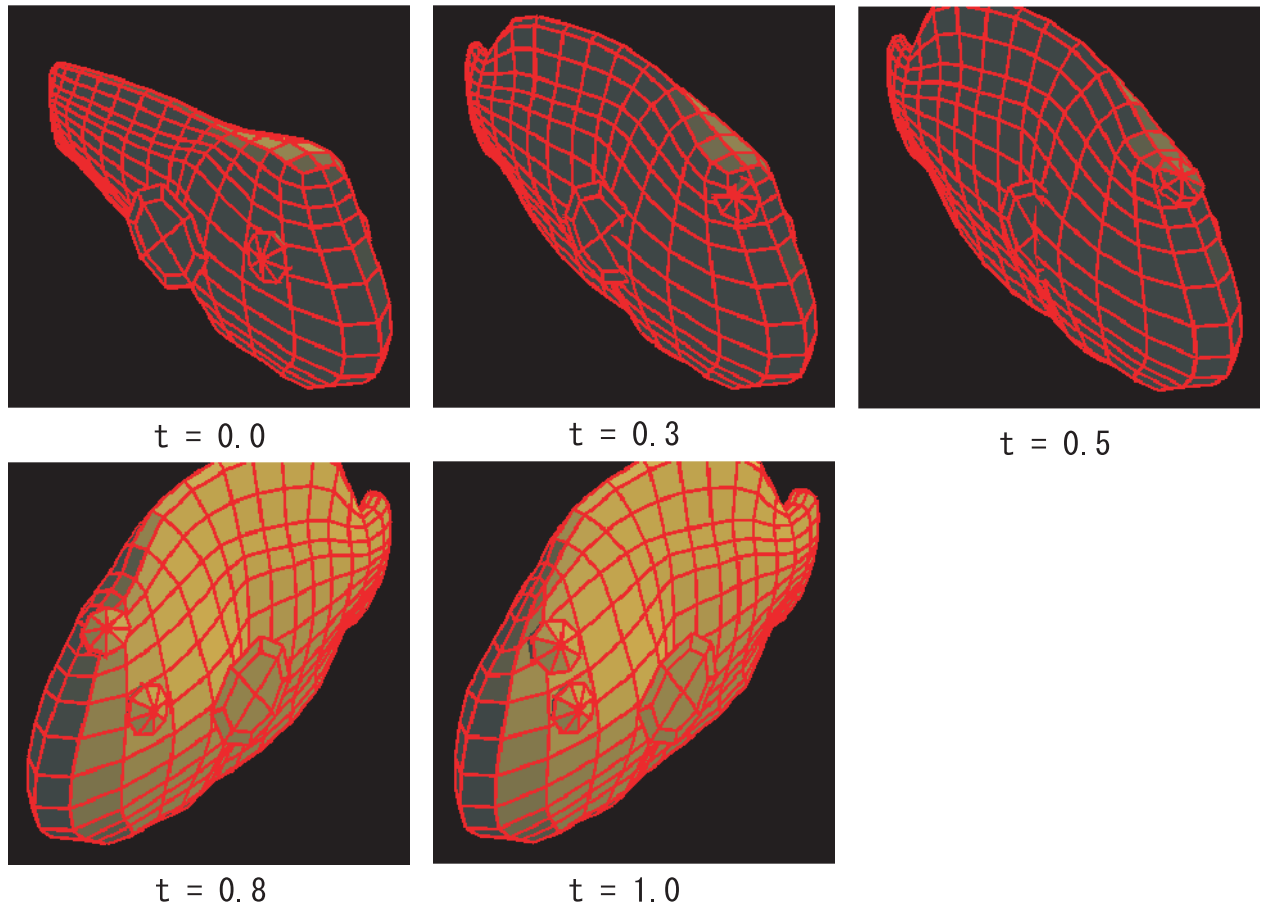 t = 0.0
t = 0.3
t = 0.5
t = 0.8
t = 1.0